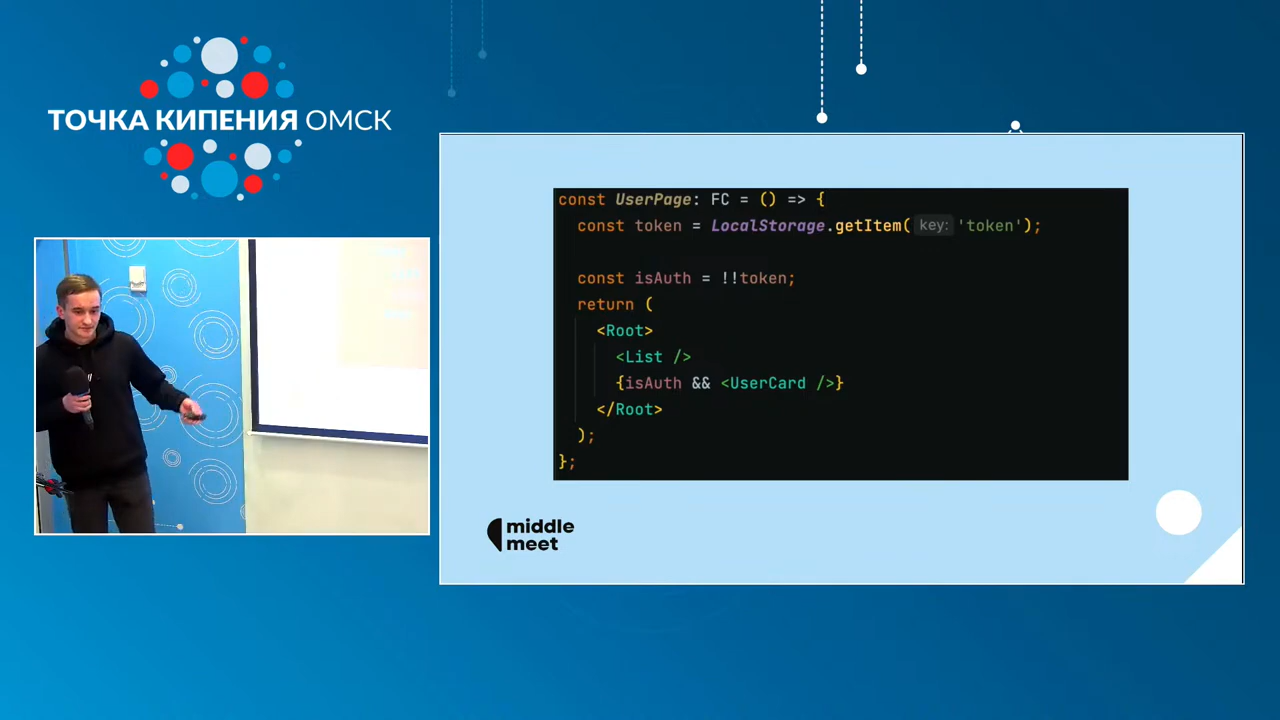 ТОЧКА КИПЕНИЯ ОМСК
const UserPage: FC = () => {
const token = LocalStorage.getItem( key: 'token');
const isAuth = !!token;
return (
<Root>
<List />
{isAuth && <UserCard />}
</Root>
);
};
middle
meet